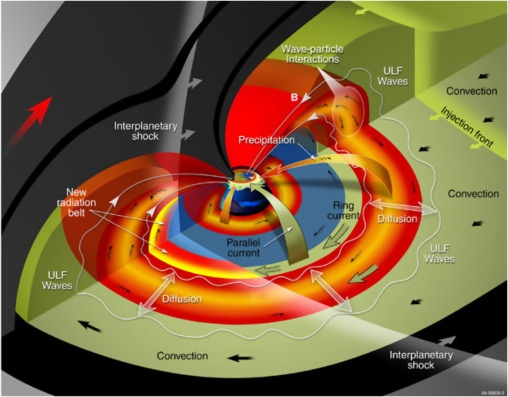 Wave-particle
Interactions
ULF
Waves
Convection
B
Injection front
Interplanetary
shock
Precipitation
New
radiation
belt
Ring
current
Convection
Diffusion
Parallel
current
ULF
Waves
ULF
Waves
Diffusion
Convection
Interplanetary
shock